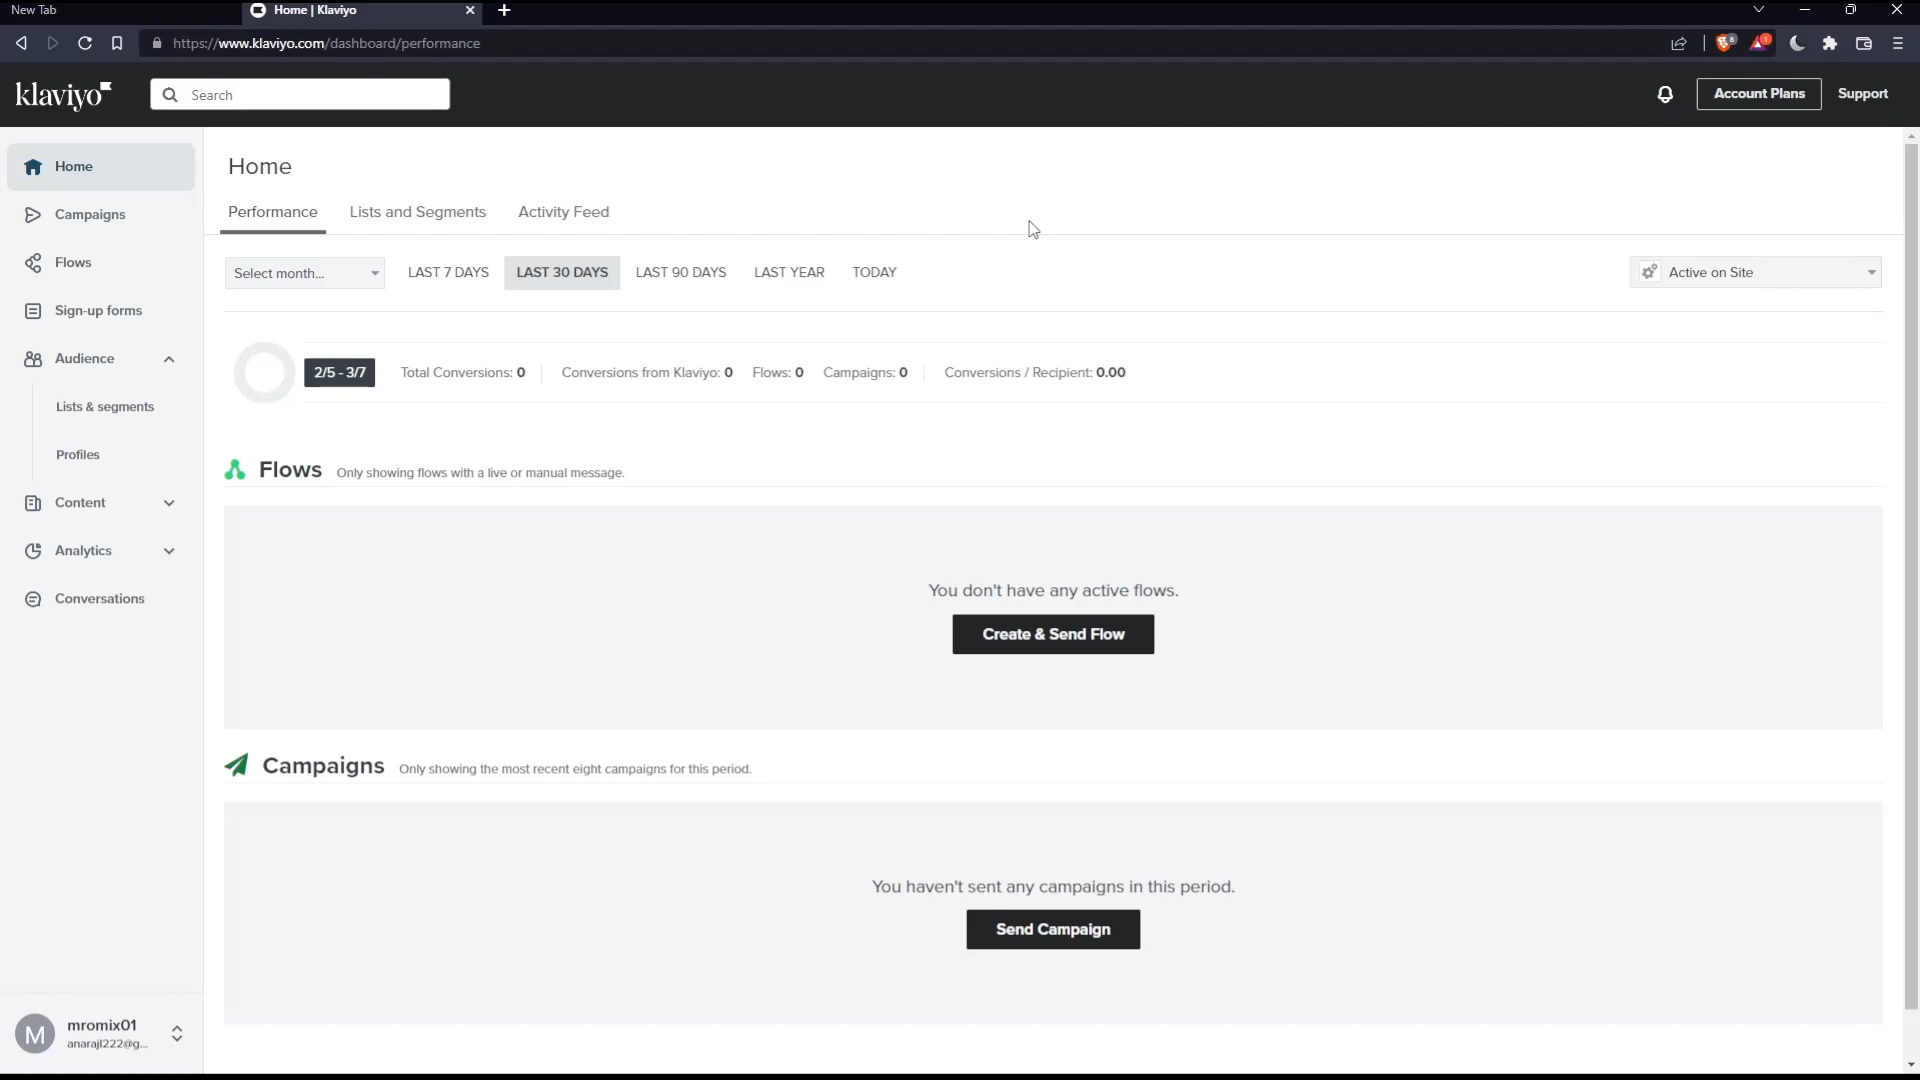 New Tab
Home | Klaviyo
https://www.klaviyo.com/dashboard/performance
8
1
klaviyo
Search
Account Plans
Support
Home
Campaigns
Flows
Sign-up forms
Audience
Lists & segments
Profiles
Content
Analytics
Conversations
M
mromix01
anarajl222@g...
Home
Performance
Lists and Segments
Activity Feed
Select month...
LAST 7 DAYS
LAST 30 DAYS
LAST 90 DAYS
LAST YEAR
TODAY
Active on Site
2/5 - 3/7
Total Conversions: 0
Conversions from Klaviyo: 0
Flows: 0
Campaigns: 0
Conversions / Recipient: 0.00
Flows Only showing flows with a live or manual message.
You don't have any active flows.
Create & Send Flow
Campaigns Only showing the most recent eight campaigns for this period.
You haven't sent any campaigns in this period.
Send Campaign